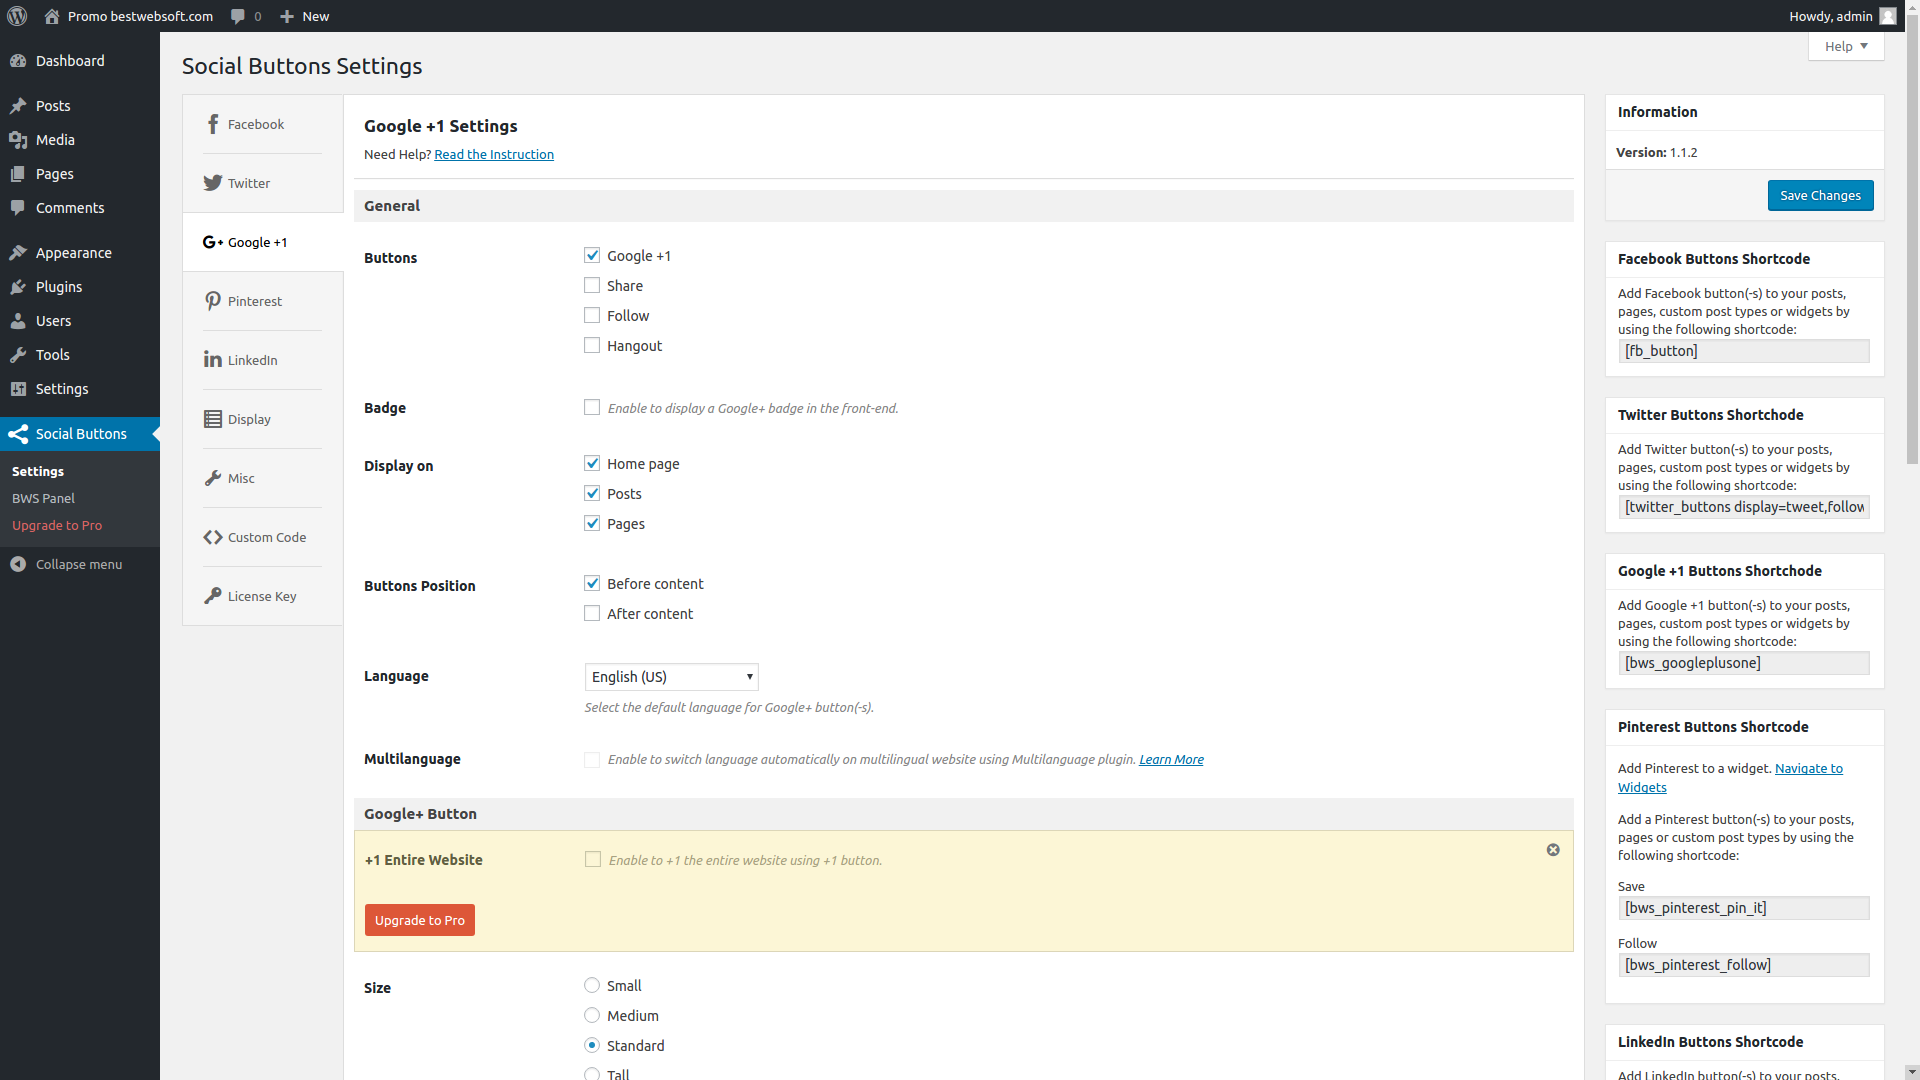 Promo bestwebsoft.com
0
New
Howdy, admin
Help
Dashboard
Posts
Media
Pages
Comments
Appearance
Plugins
Users
Tools
Settings
Social Buttons
Settings
BWS Panel
Upgrade to Pro
Collapse menu
Social Buttons Settings
Facebook
Twitter
G+ Google +1
Pinterest
LinkedIn
Display
Misc
Custom Code
License Key
Google +1 Settings
Need Help? Read the Instruction
General
Buttons
Google +1
Share
Follow
Hangout
Badge
Enable to display a Google+ badge in the front-end.
Display on
Home page
Posts
Pages
Buttons Position
Before content
After content
Language
English (US)
Select the default language for Google+ button(-s).
Multilanguage
Enable to switch language automatically on multilingual website using Multilanguage plugin. Learn More
Google+ Button
+1 Entire Website
Enable to +1 the entire website using +1 button.
Upgrade to Pro
Size
Small
Medium
Standard
Tall
Information
Version: 1.1.2
Save Changes
Facebook Buttons Shortcode
Add Facebook button(-s) to your posts,
pages, custom post types or widgets by
using the following shortcode:
[fb_button]
Twitter Buttons Shortchode
Add Twitter button(-s) to your posts,
pages, custom post types or widgets by
using the following shortcode:
[twitter_buttons display=tweet,follow
Google +1 Buttons Shortchode
Add Google +1 button(-s) to your posts,
pages, custom post types or widgets by
using the following shortcode:
[bws_googleplusone]
Pinterest Buttons Shortcode
Add Pinterest to a widget. Navigate to
Widgets
Add a Pinterest button(-s) to your posts,
pages or custom post types by using the
following shortcode:
Save
[bws_pinterest_pin_it]
Follow
[bws_pinterest_follow]
LinkedIn Buttons Shortcode
Add LinkedIn button(-s) to your posts,